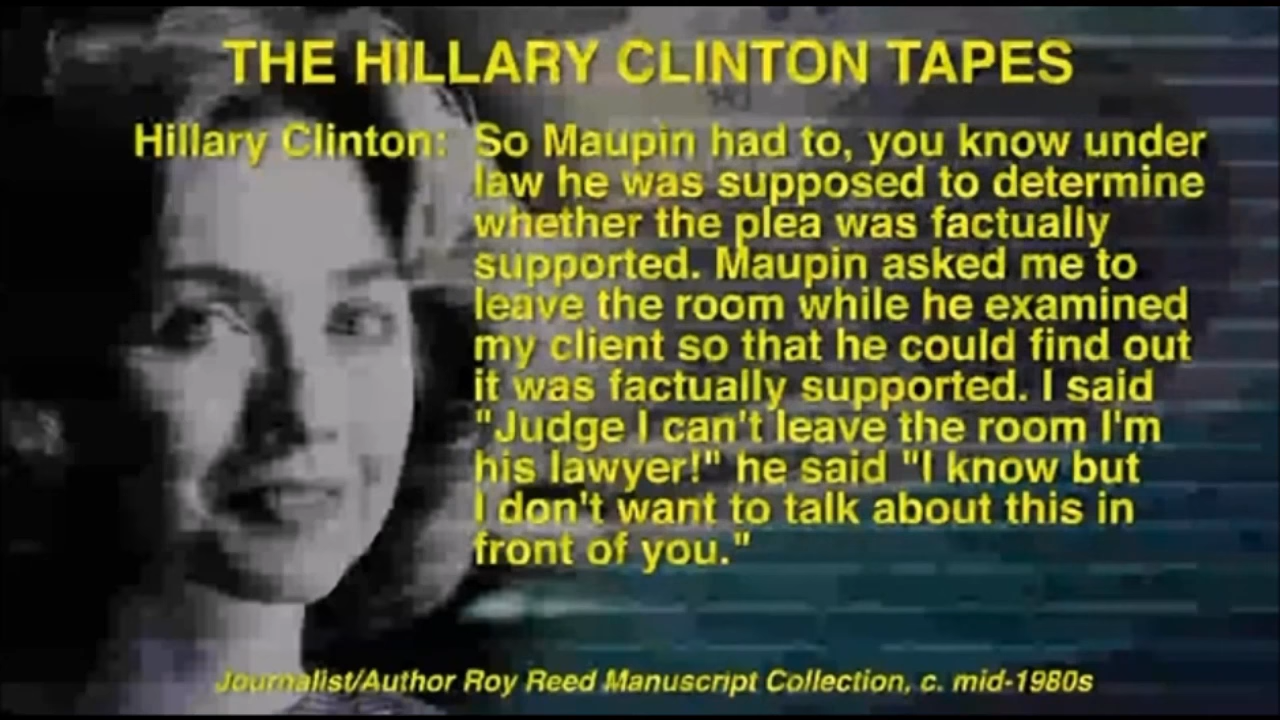 THE HILLARY CLINTON TAPES
Hillary Clinton: So Maupin had to, you know under
law he was supposed to determine
whether the plea was factually
supported. Maupin asked me to
leave the room while he examined
my client so that he could find out
it was factually supported. I said
"Judge I can't leave the room I'm
his lawyer!" he said "I know but
I don't want to talk about this in
front of you."
Journalist/Author Roy Reed Manuscript Collection, c. mid-1980s